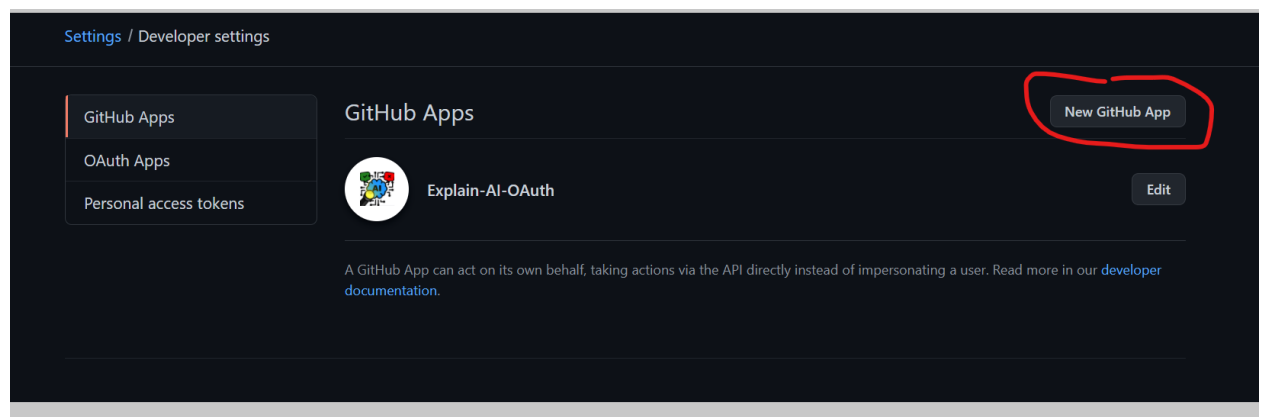 Settings / Developer settings
GitHub Apps
OAuth Apps
Personal access tokens
GitHub Apps
New GitHub App
AI
Explain-AI-OAuth
Edit
A GitHub App can act on its own behalf, taking actions via the API directly instead of impersonating a user. Read more in our developer
documentation.